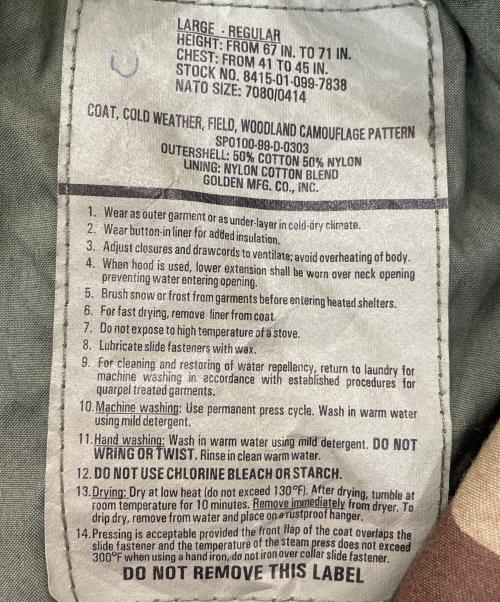 LARGE - REGULAR
HEIGHT: FROM 67 IN. TO 71 IN.
CHEST: FROM 41 TO 45 IN.
STOCK NO. 8415-01-099-7838
NATO SIZE: 7080/0414
COAT, COLD WEATHER, FIELD, WOODLAND CAMOUFLAGE PATTERN
SPO100-99-D-0303
OUTERSHELL: 50% COTTON 50% NYLON
LINING: NYLON COTTON BLEND
GOLDEN MFG. CO., INC.
1. Wear as outer garment or as under-layer in cold-dry climate.
2. Wear button-in liner for added insulation.
3. Adjust closures and drawcords to ventilate; avoid overheating of body.
4. When hood is used, lower extension shall be worn over neck opening
preventing water entering opening.
5. Brush snow or frost from garments before entering heated shelters.
6. For fast drying, remove liner from coat.
7. Do not expose to high temperature of a stove.
8. Lubricate slide fasteners with wax.
9. For cleaning and restoring of water repellency, return to laundry for
machine washing in accordance with established procedures for
quarpel treated garments.
10. Machine washing: Use permanent press cycle. Wash in warm water
using mild detergent.
11. Hand washing: Wash in warm water using mild detergent. DO NOT
WRING OR TWIST. Rinse in clean warm water.
12. DO NOT USE CHLORINE BLEACH OR STARCH.
13. Drying: Dry at low heat (do not exceed 130°F). After drying, tumble at
room temperature for 10 minutes. Remove immediately from dryer. To
drip dry, remove from water and place on a rustproof hanger.
14. Pressing is acceptable provided the front flap of the coat overlaps the
slide fastener and the temperature of the steam press does not exceed
300°F when using a hand iron, do not iron over collar slide fastener.
DO NOT REMOVE THIS LABEL